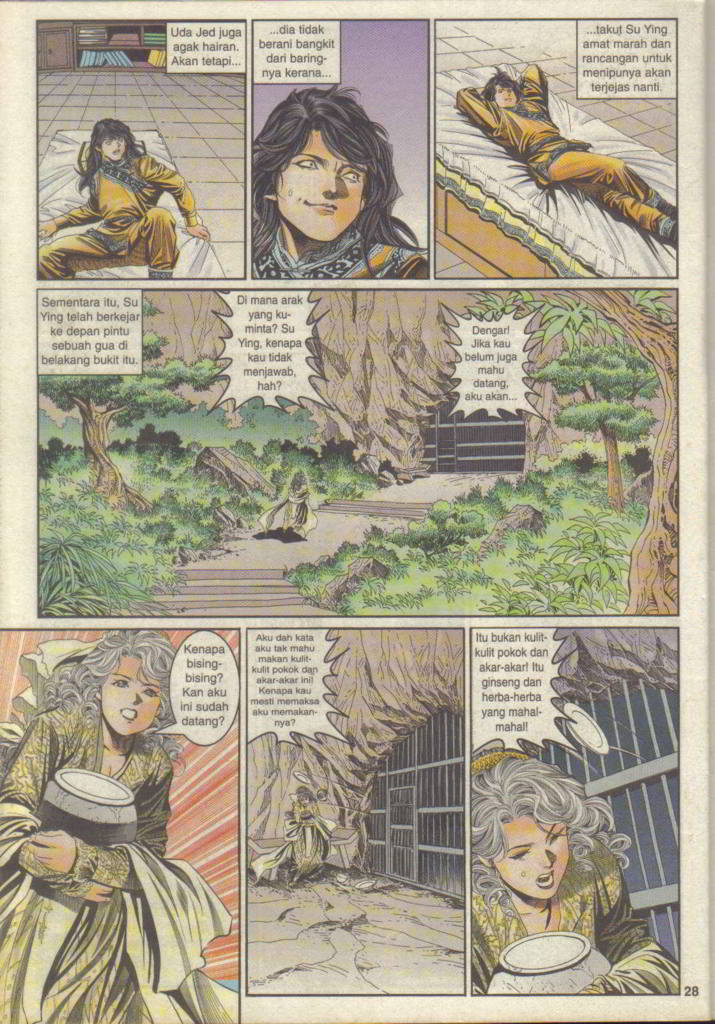 Uda Jed juga
agak hairan.
Akan tetapi...
...dia tidak
berani bangkit
dari baring-
nya kerana...
...takut Su Ying
amat marah dan
rancangan untuk
menipunya akan
terjejas nanti.
Sementara itu, Su
Ying telah berkejar
ke depan pintu
sebuah gua di
belakang bukit itu.
Di mana arak
yang ku-
minta? Su
Ying, kenapa
kau tidak
menjawab,
hah?
Dengar!
Jika kau
belum juga
mahu
datang,
aku akan...
Kenapa
bising-
bising?
Kan aku
ini sudah
datang?
Aku dah kata
aku tak mahu
makan kulit-
kulit pokok dan
akar-akar ini!
Kenapa kau
mesti memaksa
aku memakan-
nya?
Itu bukan kulit-
kulit pokok dan
akar-akar! Itu
ginseng dan
herba-herba
yang mahal-
mahal!
28